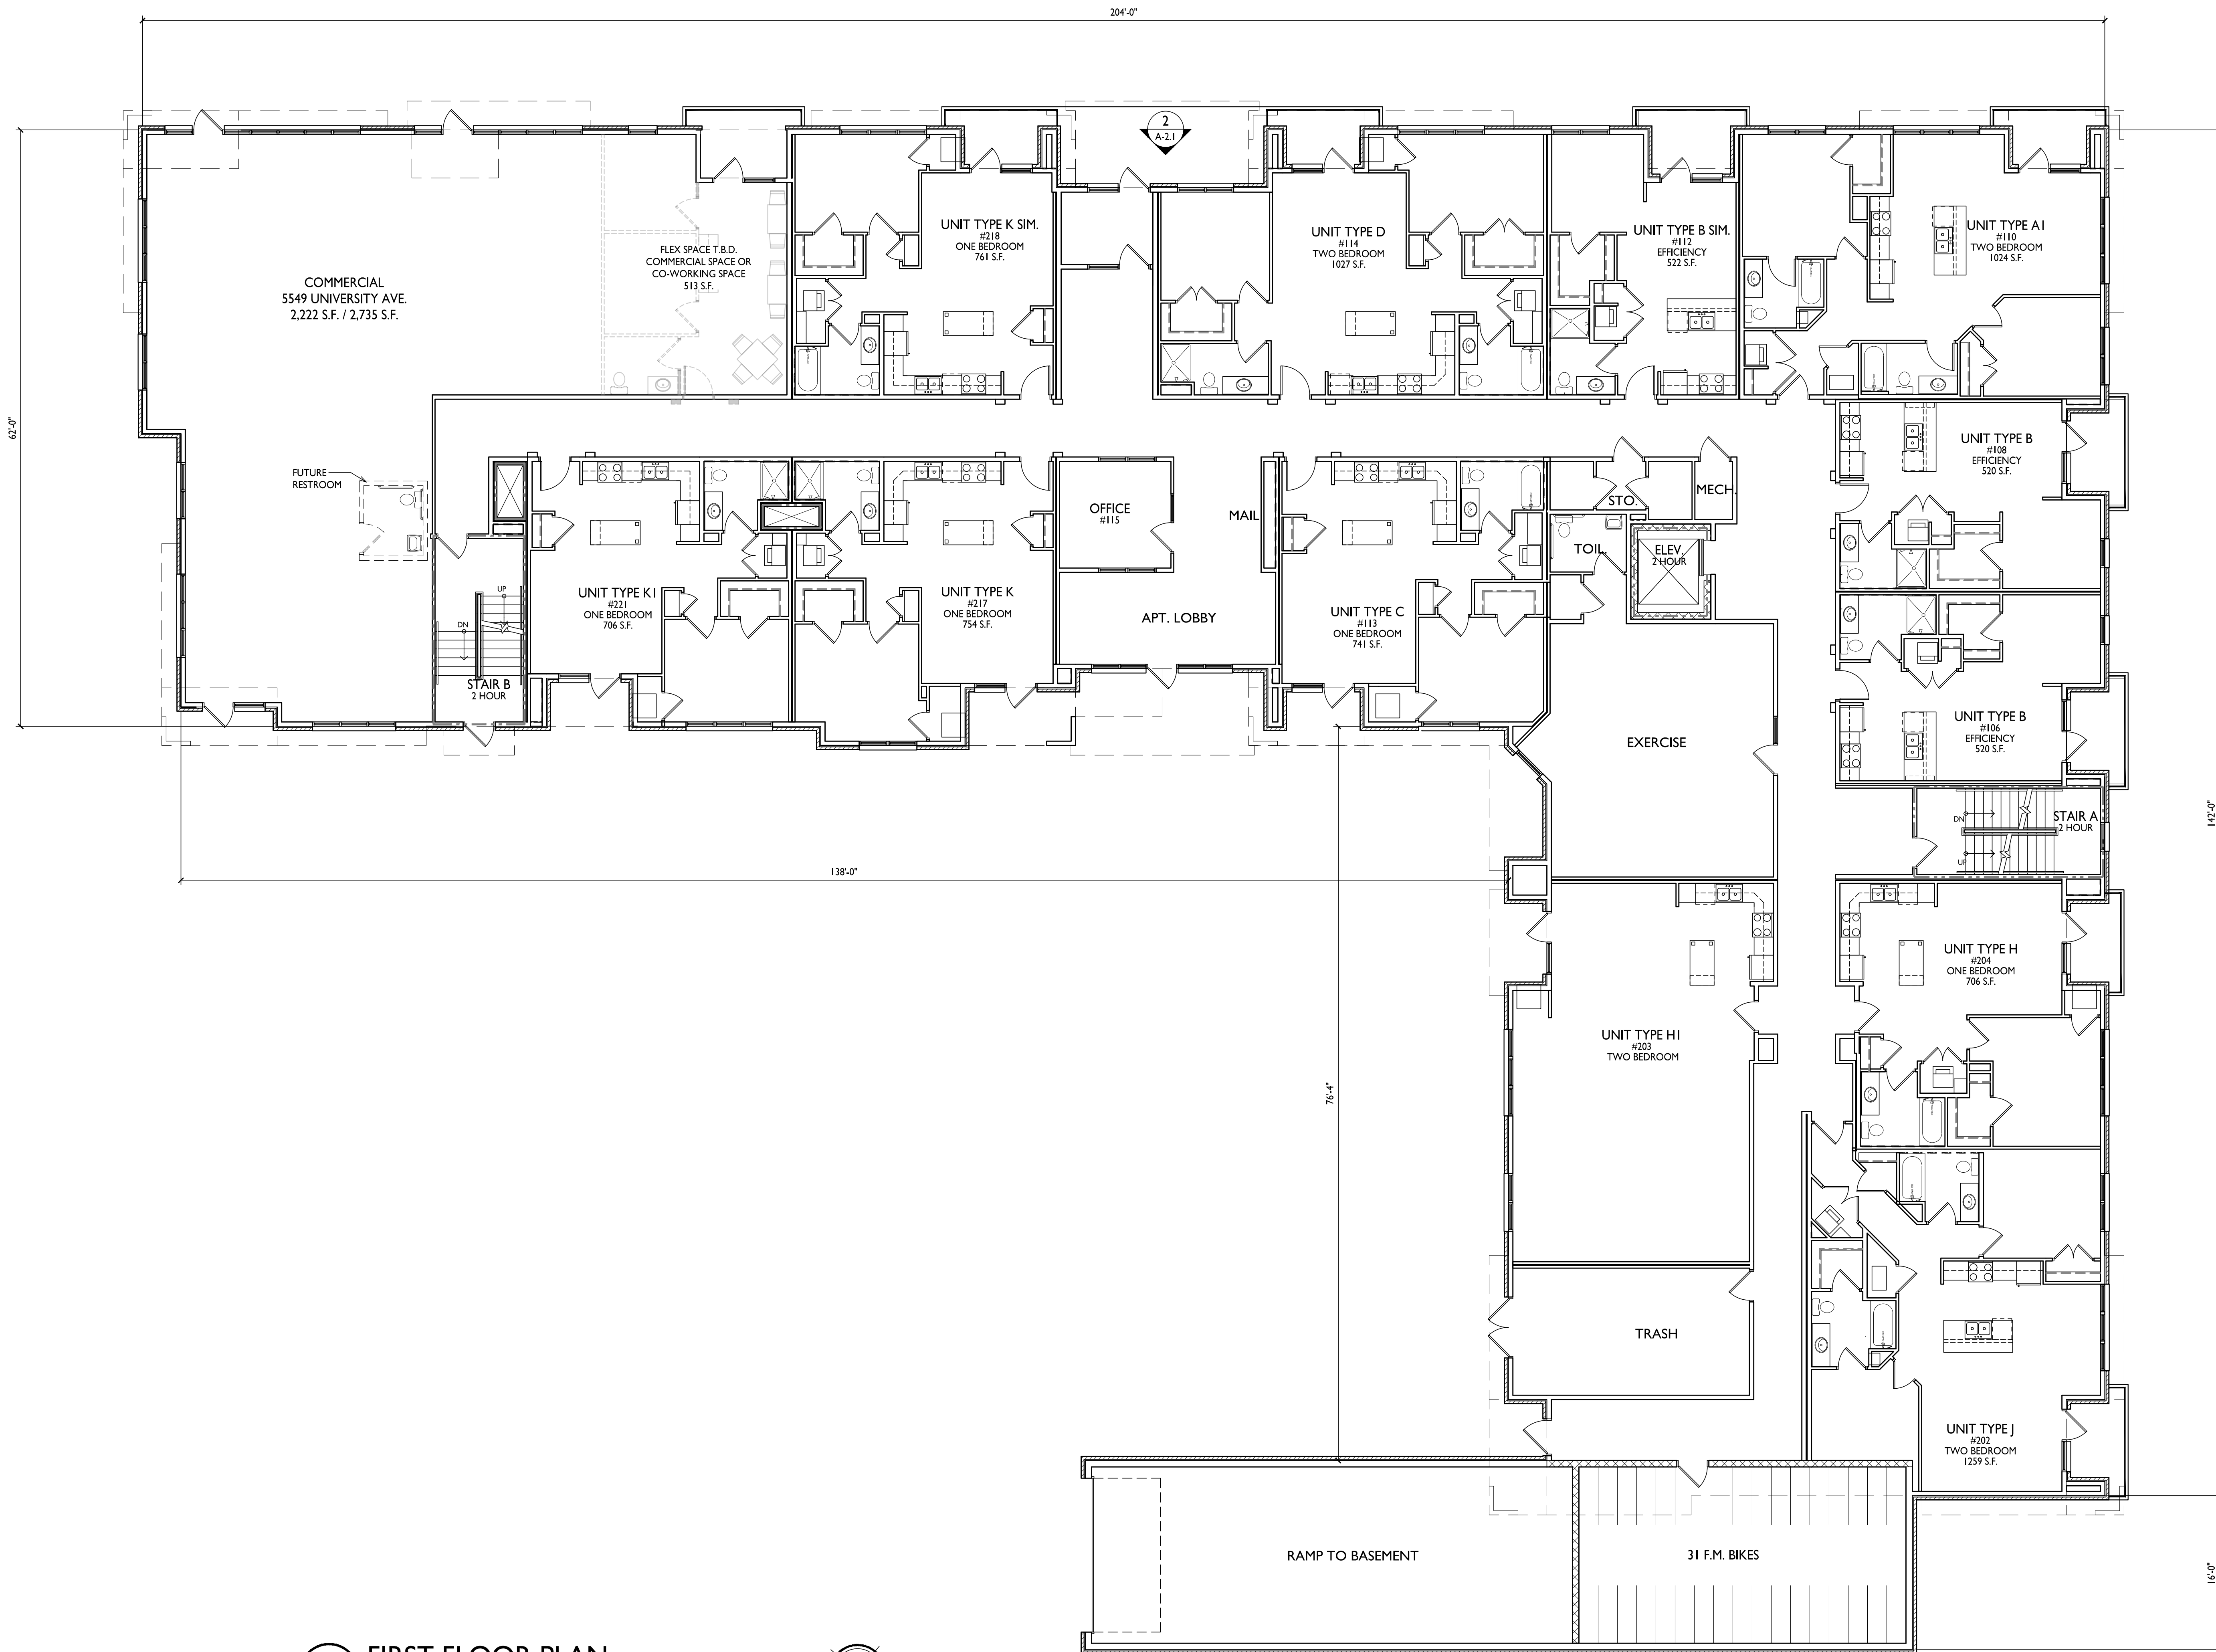 204'-0"
2
A-2.1
62'-0"
COMMERCIAL
5549 UNIVERSITY AVE.
2,222 S.F. / 2,735 S.F.
FLEX SPACE T.B.D.
COMMERCIAL SPACE OR
CO-WORKING SPACE
513 S.F.
UNIT TYPE K SIM.
#218
ONE BEDROOM
761 S.F.
UNIT TYPE D
#114
TWO BEDROOM
1027 S.F.
UNIT TYPE B SIM.
#112
EFFICIENCY
522 S.F.
UNIT TYPE A1
#110
TWO BEDROOM
1024 S.F.
FUTURE
RESTROOM
UNIT TYPE B
#108
EFFICIENCY
520 S.F.
OFFICE
#115
MAIL
STO.
MECH.
TOIL.
ELEV.
2 HOUR
UP
DN
STAIR B
2 HOUR
UNIT TYPE K1
#221
ONE BEDROOM
706 S.F.
UNIT TYPE K
#217
ONE BEDROOM
754 S.F.
APT. LOBBY
UNIT TYPE C
#113
ONE BEDROOM
741 S.F.
EXERCISE
UNIT TYPE B
#106
EFFICIENCY
520 S.F.
DN
UP
STAIR A
2 HOUR
142'-0"
138'-0"
76'-4"
UNIT TYPE H
#204
ONE BEDROOM
706 S.F.
UNIT TYPE H1
#203
TWO BEDROOM
TRASH
UNIT TYPE J
#202
TWO BEDROOM
1259 S.F.
RAMP TO BASEMENT
31 F.M. BIKES
16'-0"
FIRST FLOOR PLAN